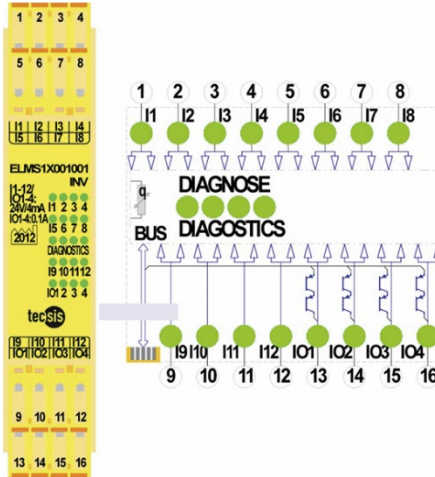 1 2 3 4
5 6 7 8
I1 I2 I3 I4
I5 I6 I7 I8
ELMS1X001001
INV
I1-12/
IO1-4:
24V/4mA
IO1-4:0.1A
2012
I1 2 3 4
I5 6 7 8
DIAGNOSTICS
I9 10 11 12
IO1 2 3 4
tecsis
I9 I10 I11 I12
IO1 IO2 IO3 IO4
9 10 11 12
13 14 15 16
1 2 3 4 5 6 7 8
I1 I2 I3 I4 I5 I6 I7 I8
DIAGNOSE
q
BUS
DIAGOSTICS
I9 I10 I11 I12 IO1 IO2 IO3 IO4
9 10 11 12 13 14 15 16